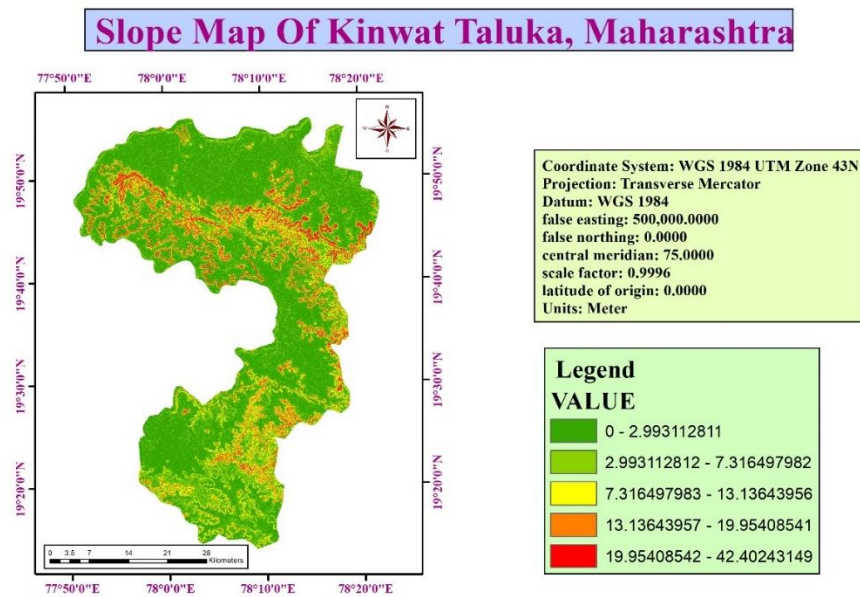 Slope Map Of Kinwat Taluka, Maharashtra
77°50'0"E 78°0'0"E 78°10'0"E 78°20'0"E
N
19°50'0"N 19°50'0"N
19°40'0"N 19°40'0"N
19°30'0"N 19°30'0"N
19°20'0"N 19°20'0"N
0 3.5 7 14 21 28
Kilometers
77°50'0"E 78°0'0"E 78°10'0"E 78°20'0"E
Coordinate System: WGS 1984 UTM Zone 43N
Projection: Transverse Mercator
Datum: WGS 1984
false easting: 500,000.0000
false northing: 0.0000
central meridian: 75.0000
scale factor: 0.9996
latitude of origin: 0.0000
Units: Meter
Legend
VALUE
0 - 2.993112811
2.993112812 - 7.316497982
7.316497983 - 13.13643956
13.13643957 - 19.95408541
19.95408542 - 42.40243149